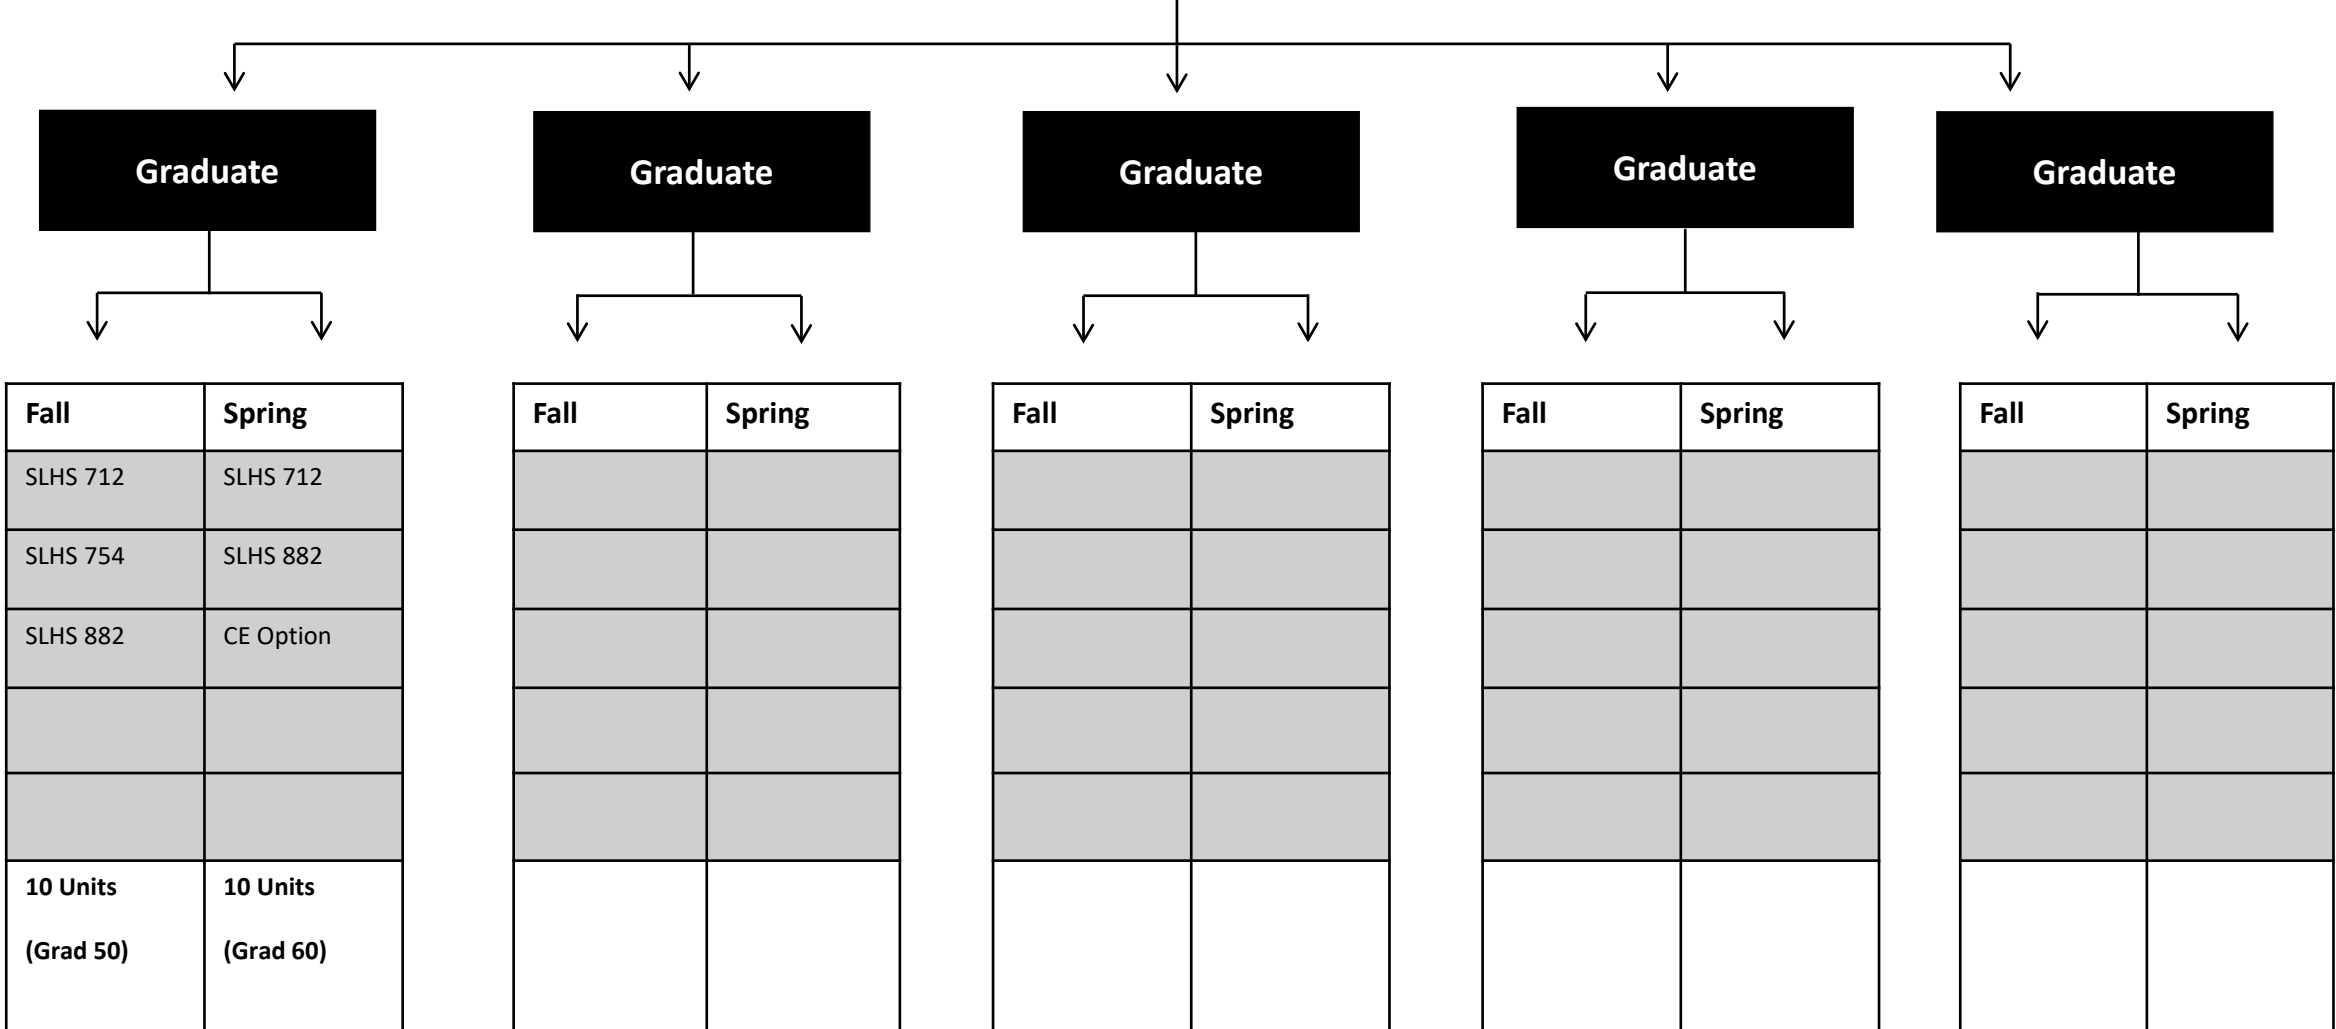 Graduate
Graduate
Graduate
Graduate
Graduate
Fall Spring
SLHS 712 SLHS 712
SLHS 754 SLHS 882
SLHS 882 CE Option
10 Units 10 Units
(Grad 50) (Grad 60)
Fall Spring
Fall Spring
Fall Spring
Fall Spring